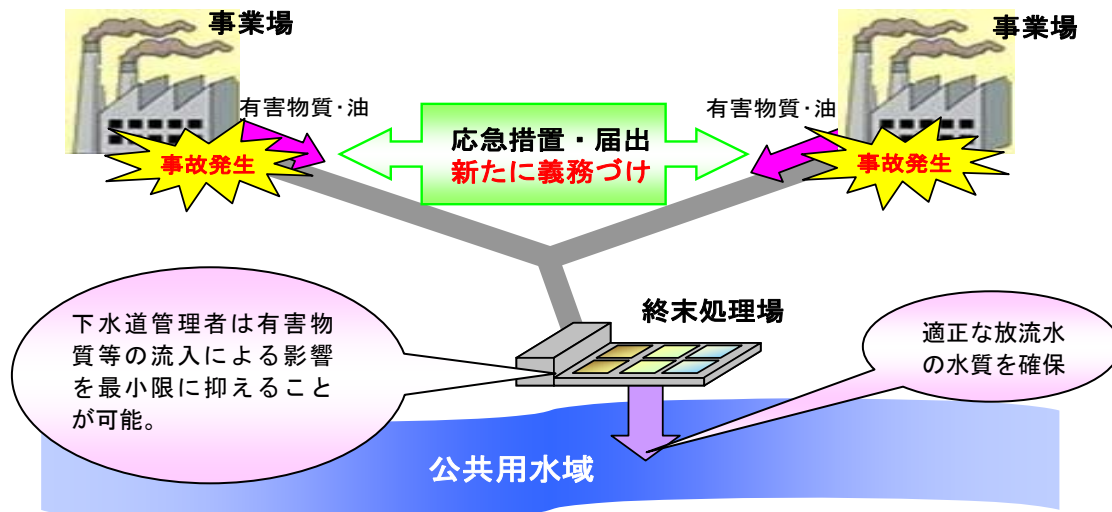 事業場
事業場
有害物質・油
有害物質・油
応急措置・届出
新たに義務づけ
事故発生
事故発生
終末処理場
下水道管理者は有害物
質等の流入による影響
を最小限に抑えること
が可能。
適正な放流水
の水質を確保
公共用水域